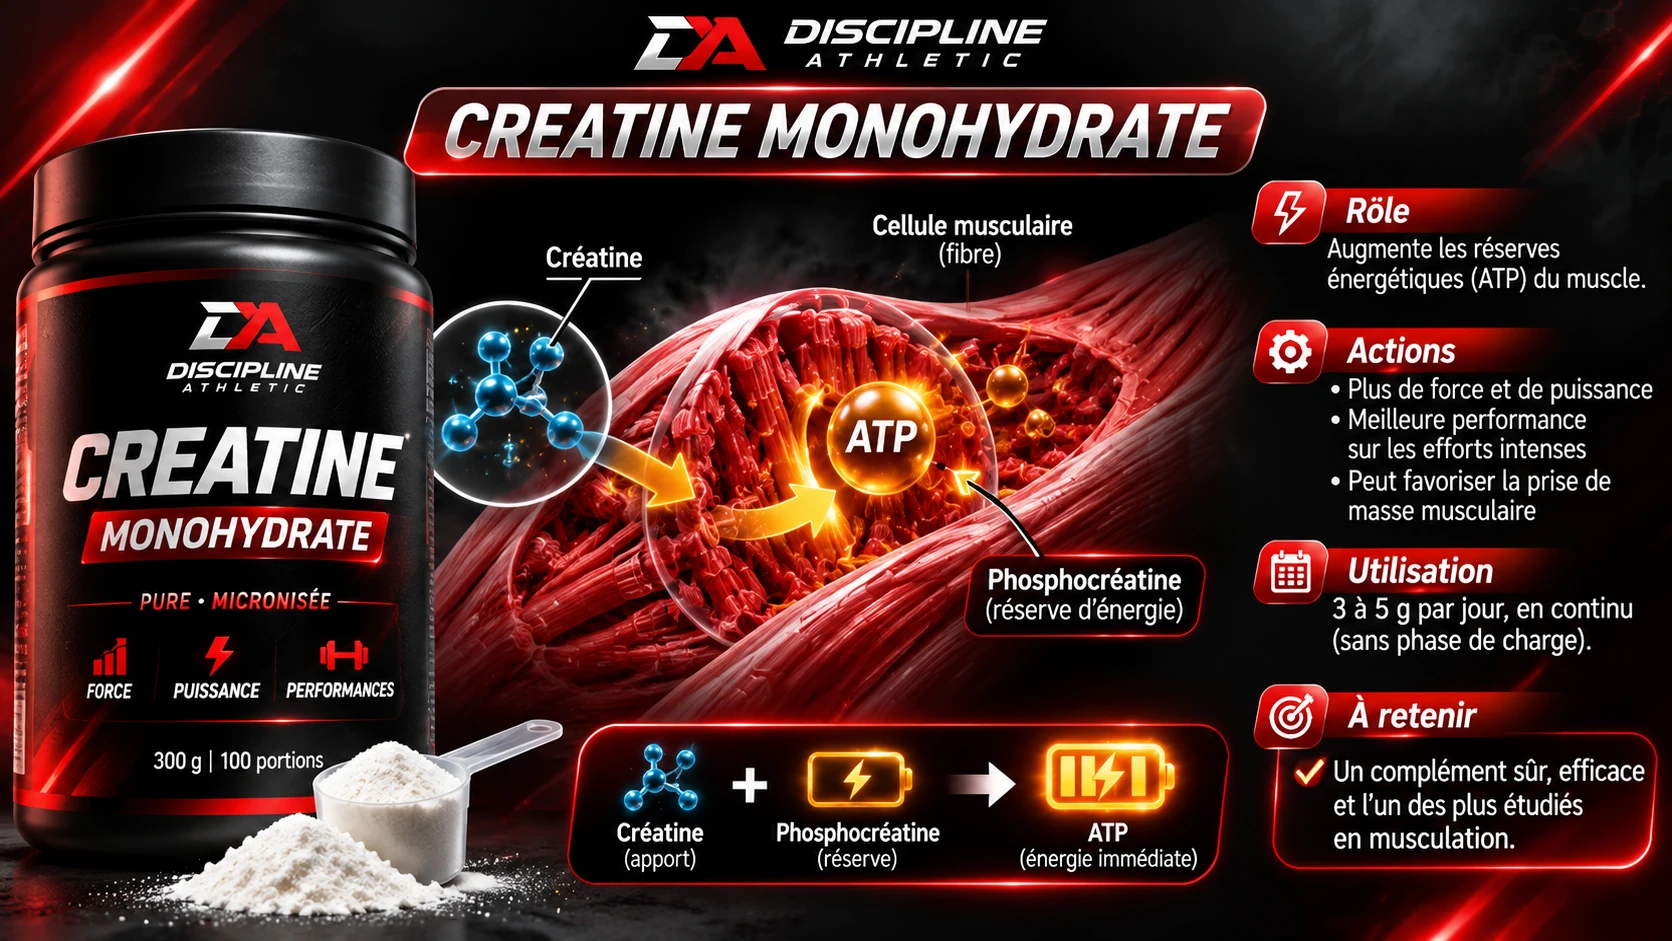 DISCIPLINE
ATHLETIC
CREATINE MONOHYDRATE
DISCIPLINE
ATHLETIC
CREATINE
MONOHYDRATE
PURE • MICRONISÉE
FORCE
PUISSANCE
PERFORMANCES
300 g | 100 portions
Créatine
Cellule musculaire
(fibre)
ATP
Phosphocréatine
(réserve d'énergie)
Créatine
(apport)
+
Phosphocréatine
(réserve)
ATP
(énergie immédiate)
Röle
Augmente les réserves
énergétiques (ATP) du muscle.
Actions
• Plus de force et de puissance
• Meilleure performance
sur les efforts intenses
• Peut favoriser la prise de
masse musculaire
Utilisation
3 à 5 g par jour, en continu
(sans phase de charge).
À retenir
Un complément sûr, efficace
et l'un des plus étudiés
en musculation.